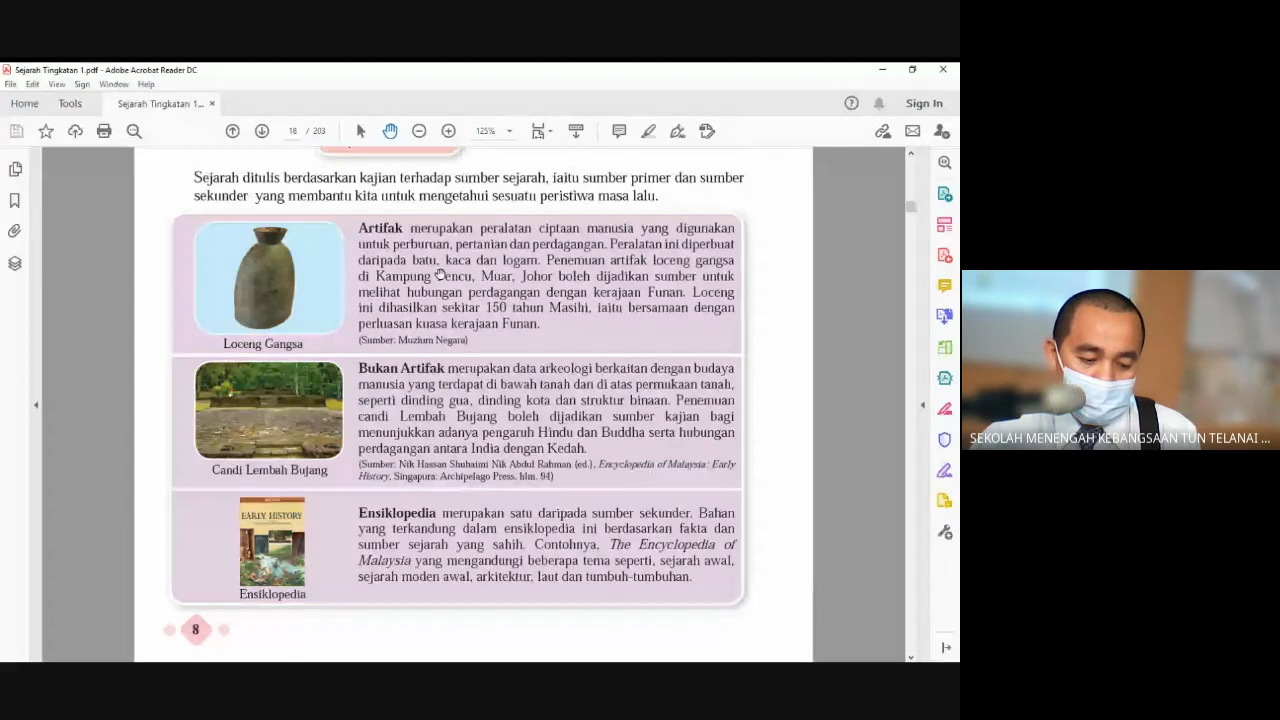 Sejarah Tingkatan 1.pdf - Adobe Acrobat Reader DC
File Edit View Sign Window Help
Home Tools Sejarah Tingkatan 1... × Sign In
18 / 203 125%
Sejarah ditulis berdasarkan kajian terhadap sumber sejarah, iaitu sumber primer dan sumber
sekunder yang membantu kita untuk mengetahui sesuatu peristiwa masa lalu.
Loceng Gangsa
Artifak merupakan peralatan ciptaan manusia yang digunakan
untuk perburuan, pertanian dan perdagangan. Peralatan ini diperbuat
daripada batu, kaca dan logam. Penemuan artifak loceng gangsa
di Kampung Pencu, Muar, Johor boleh dijadikan sumber untuk
melihat hubungan perdagangan dengan kerajaan Funan. Loceng
ini dihasilkan sekitar 150 tahun Masihi, iaitu bersamaan dengan
perluasan kuasa kerajaan Funan.
(Sumber: Muzium Negara)
Candi Lembah Bujang
Bukan Artifak merupakan data arkeologi berkaitan dengan budaya
manusia yang terdapat di bawah tanah dan di atas permukaan tanah,
seperti dinding gua, dinding kota dan struktur binaan. Penemuan
candi Lembah Bujang boleh dijadikan sumber kajian bagi
menunjukkan adanya pengaruh Hindu dan Buddha serta hubungan
perdagangan antara India dengan Kedah.
(Sumber: Nik Hassan Shuhaimi Nik Abdul Rahman (ed.), Encyclopedia of Malaysia: Early
History, Singapura: Archipelago Press, hlm. 94)
EARLY HISTORY
Ensiklopedia
Ensiklopedia merupakan satu daripada sumber sekunder. Bahan
yang terkandung dalam ensiklopedia ini berdasarkan fakta dan
sumber sejarah yang sahih. Contohnya, The Encyclopedia of
Malaysia yang mengandungi beberapa tema seperti, sejarah awal,
sejarah moden awal, arkitektur, laut dan tumbuh-tumbuhan.
8
SEKOLAH MENENGAH KEBANGSAAN TUN TELANAI ...